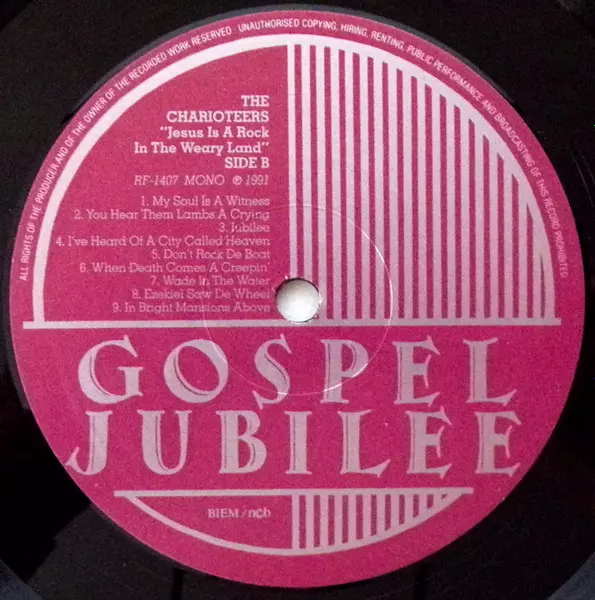 ALL RIGHTS OF THE PRODUCER AND OF THE OWNER OF THE RECORDED WORK RESERVED · UNAUTHORISED COPYING, HIRING, RENTING, PUBLIC PERFORMANCE AND BROADCASTING OF THIS RECORD PROHIBITED
THE
CHARIOTEERS
"Jesus Is A Rock
In The Weary Land"
SIDE B
RF-1407 MONO ℗ 1991
1. My Soul Is A Witness
2. You Hear Them Lambs A Crying
3. Jubilee
4. I've Heard Of A City Called Heaven
5. Don't Rock De Boat
6. When Death Comes A Creepin'
7. Wade In The Water
8. Ezekiel Saw De Wheel
9. In Bright Mansions Above
GOSPEL
JUBILEE
BIEM/ncb